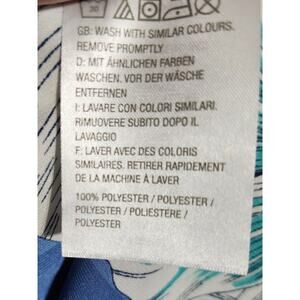 30
GB: WASH WITH SIMILAR COLOURS.
REMOVE PROMPTLY
D: MIT ÄHNLICHEN FARBEN
WASCHEN. VOR DER WÄSCHE
ENTFERNEN
I: LAVARE CON COLORI SIMILARI.
RIMUOVERE SUBITO DOPO IL
LAVAGGIO
F: LAVER AVEC DES COLORIS
SIMILAIRES. RETIRER RAPIDEMENT
DE LA MACHINE À LAVER
100% POLYESTER / POLYESTER /
POLYESTER / POLIESTERE /
POLYESTER